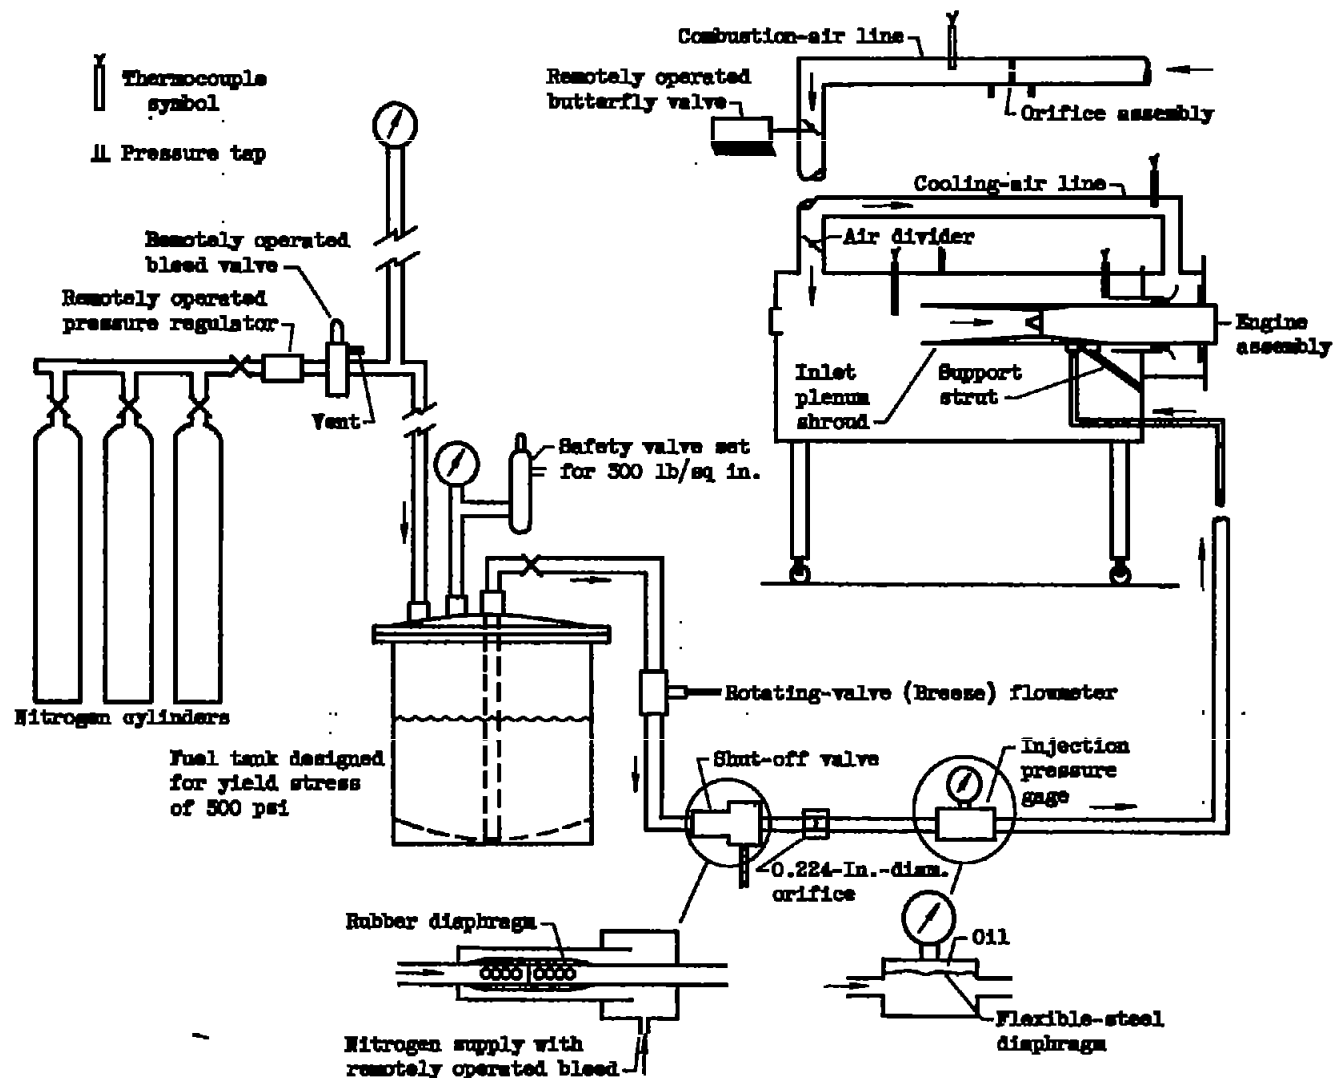 Combustion-air line
Thermocouple
symbol
Remotely operated
butterfly valve
Orifice assembly
Pressure tap
Cooling-air line
Remotely operated
bleed valve
Air divider
Remotely operated
pressure regulator
Engine
assembly
Inlet
plenum
shroud
Support
strut
Vent
Safety valve set
for 300 lb/sq in.
Rotating-valve (Breeze) flowmeter
Nitrogen cylinders
Fuel tank designed
for yield stress
of 500 psi
Shut-off valve
Injection
pressure
gage
0.224-In.-diam.
orifice
Rubber diaphragm
Oil
Flexible-steel
diaphragm
Nitrogen supply with
remotely operated bleed